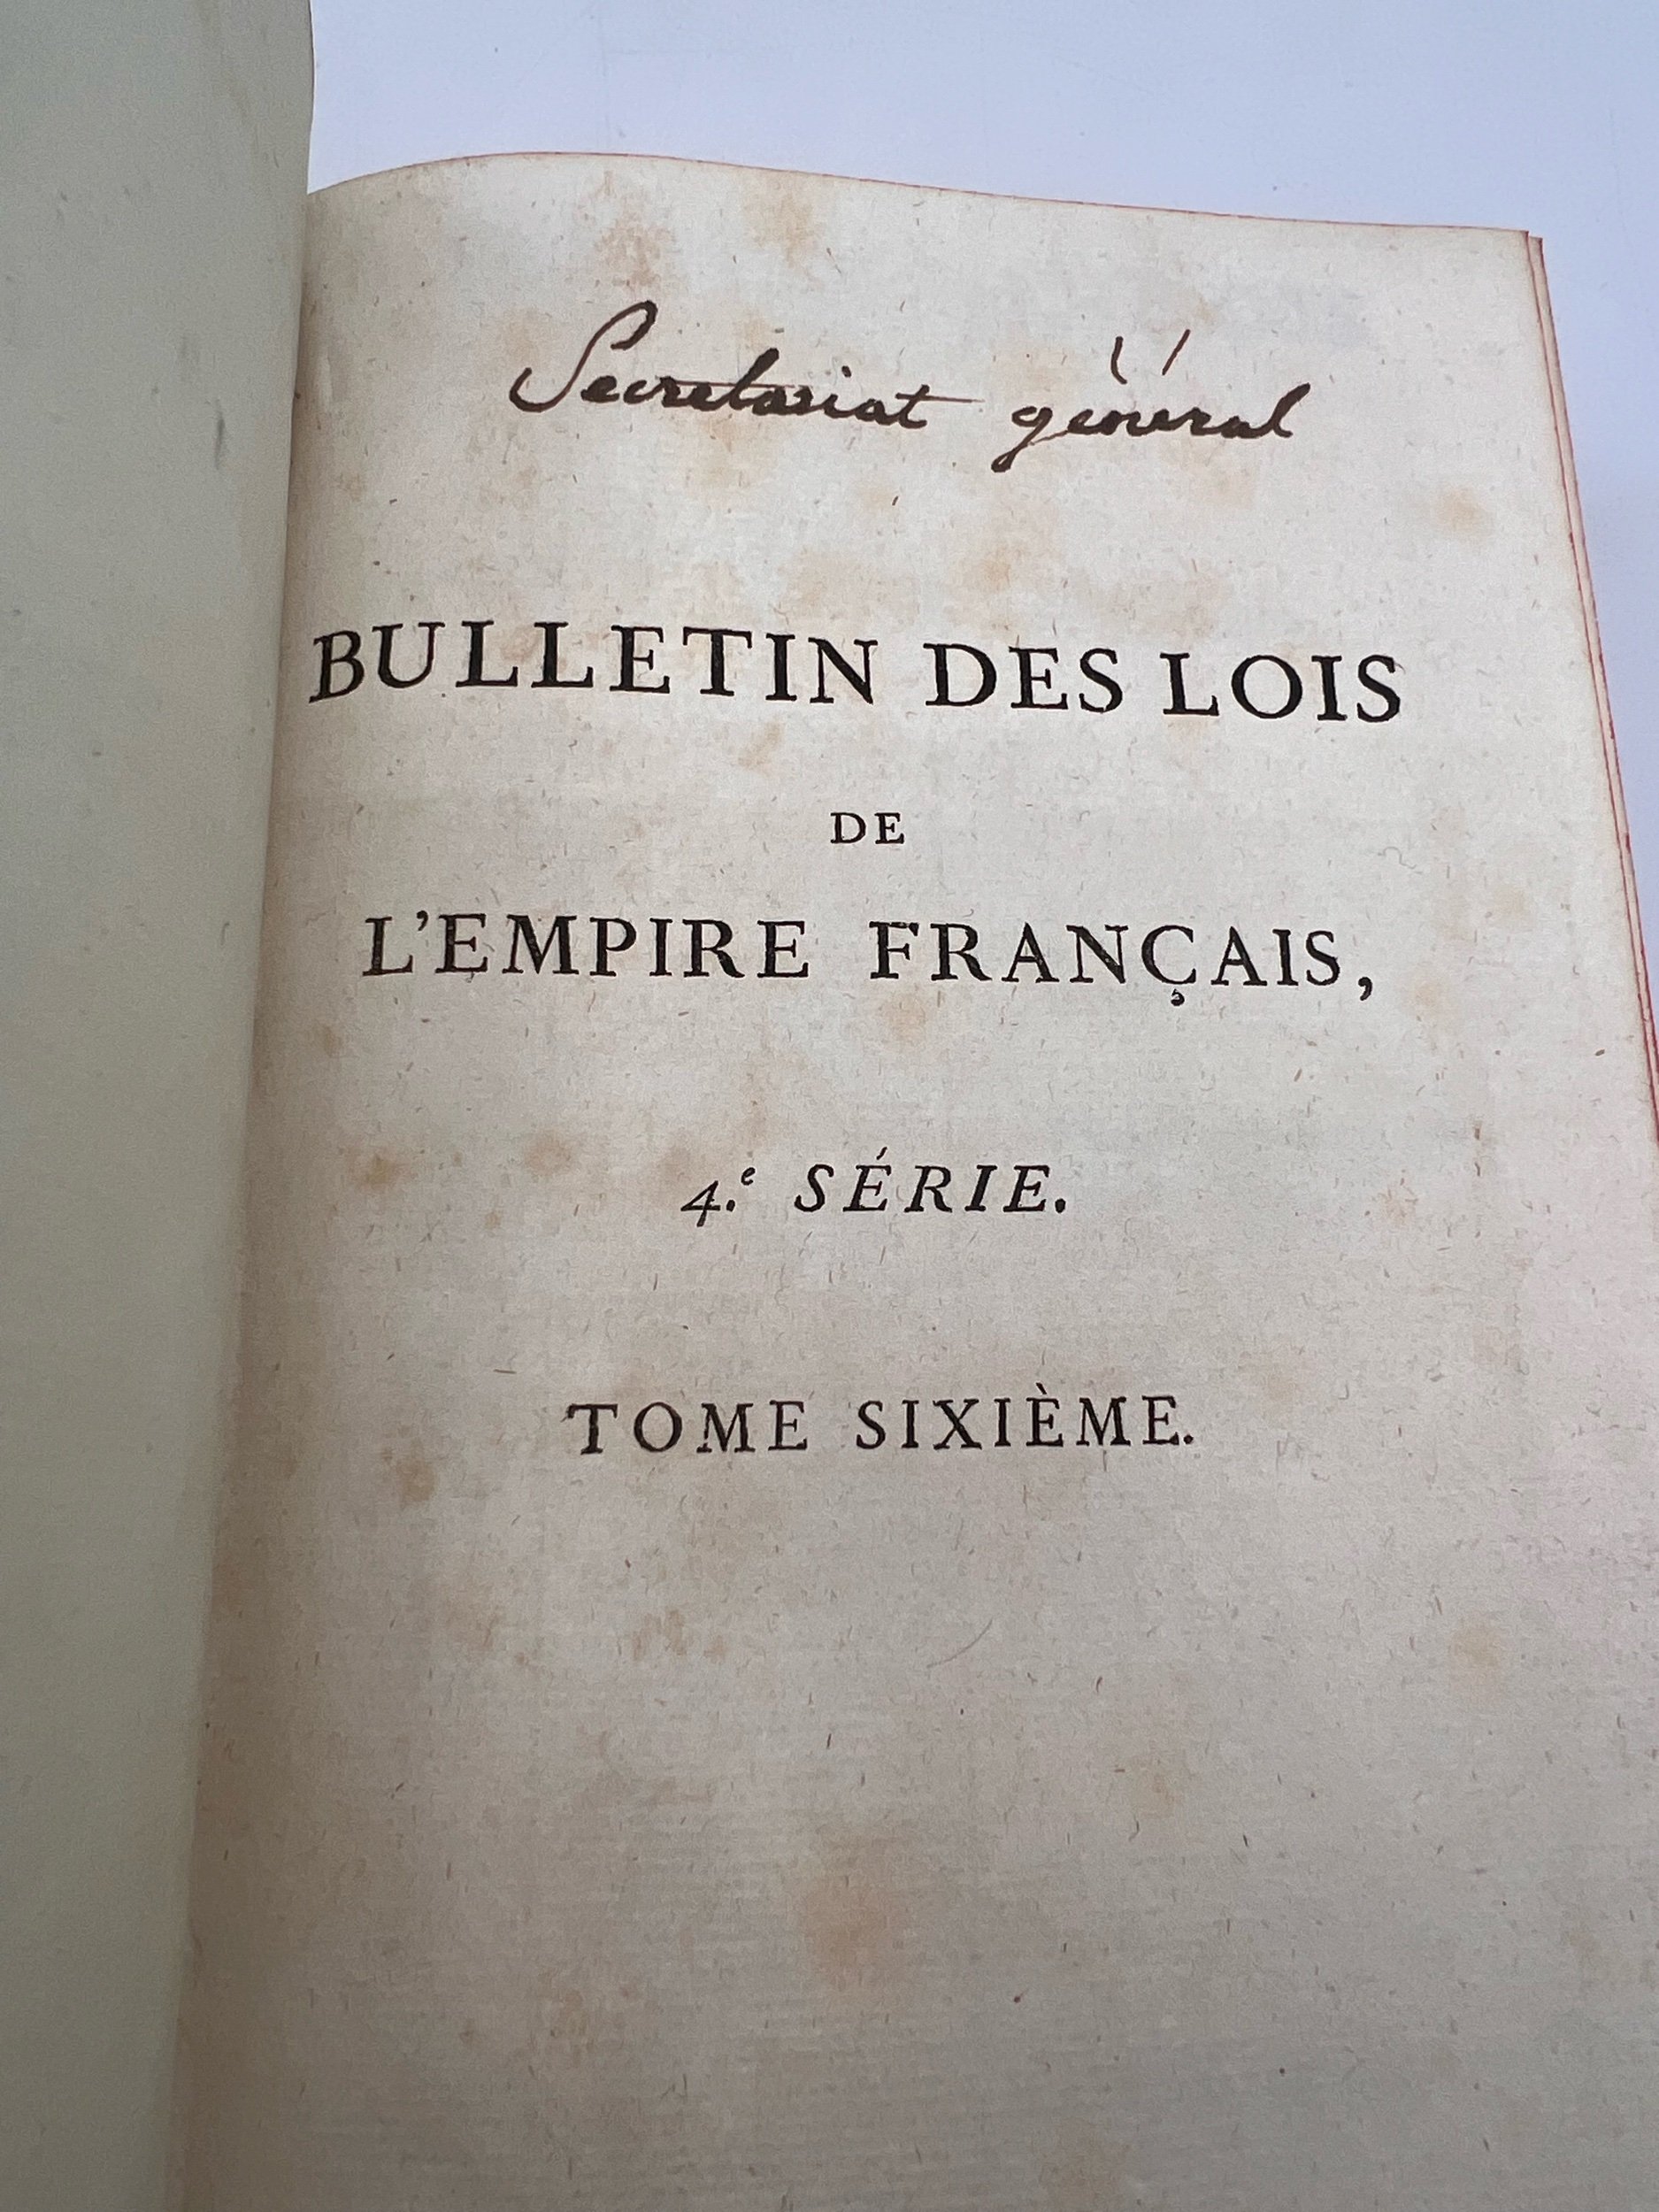 Secretariat général
BULLETIN DES LOIS
DE
L'EMPIRE FRANÇAIS,
4.e SÉRIE.
TOME SIXIÈME.